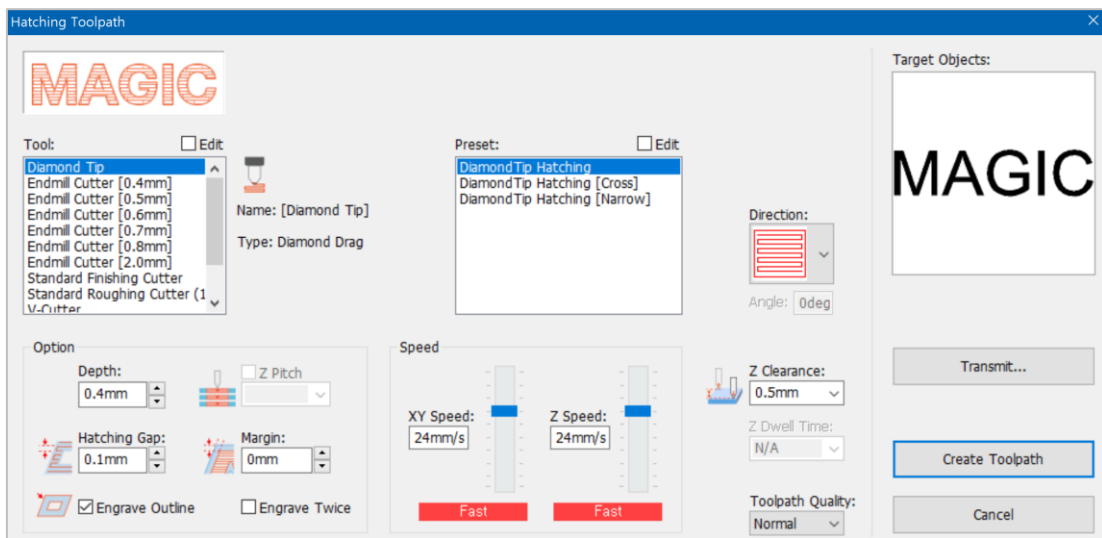 Hatching Toolpath
MAGIC
Tool:
Edit
Diamond Tip
Endmill Cutter [0.4mm]
Endmill Cutter [0.5mm]
Endmill Cutter [0.6mm]
Endmill Cutter [0.7mm]
Endmill Cutter [0.8mm]
Endmill Cutter [2.0mm]
Standard Finishing Cutter
Standard Roughing Cutter (1
V-Cutter
Name: [Diamond Tip]
Type: Diamond Drag
Preset:
Edit
DiamondTip Hatching
DiamondTip Hatching [Cross]
DiamondTip Hatching [Narrow]
Direction:
Angle: 0deg
Target Objects:
MAGIC
Option
Depth:
0.4mm
Z Pitch
Hatching Gap:
0.1mm
Margin:
0mm
Engrave Outline
Engrave Twice
Speed
XY Speed:
24mm/s
Fast
Z Speed:
24mm/s
Fast
Z Clearance:
0.5mm
Z Dwell Time:
N/A
Toolpath Quality:
Normal
Transmit...
Create Toolpath
Cancel